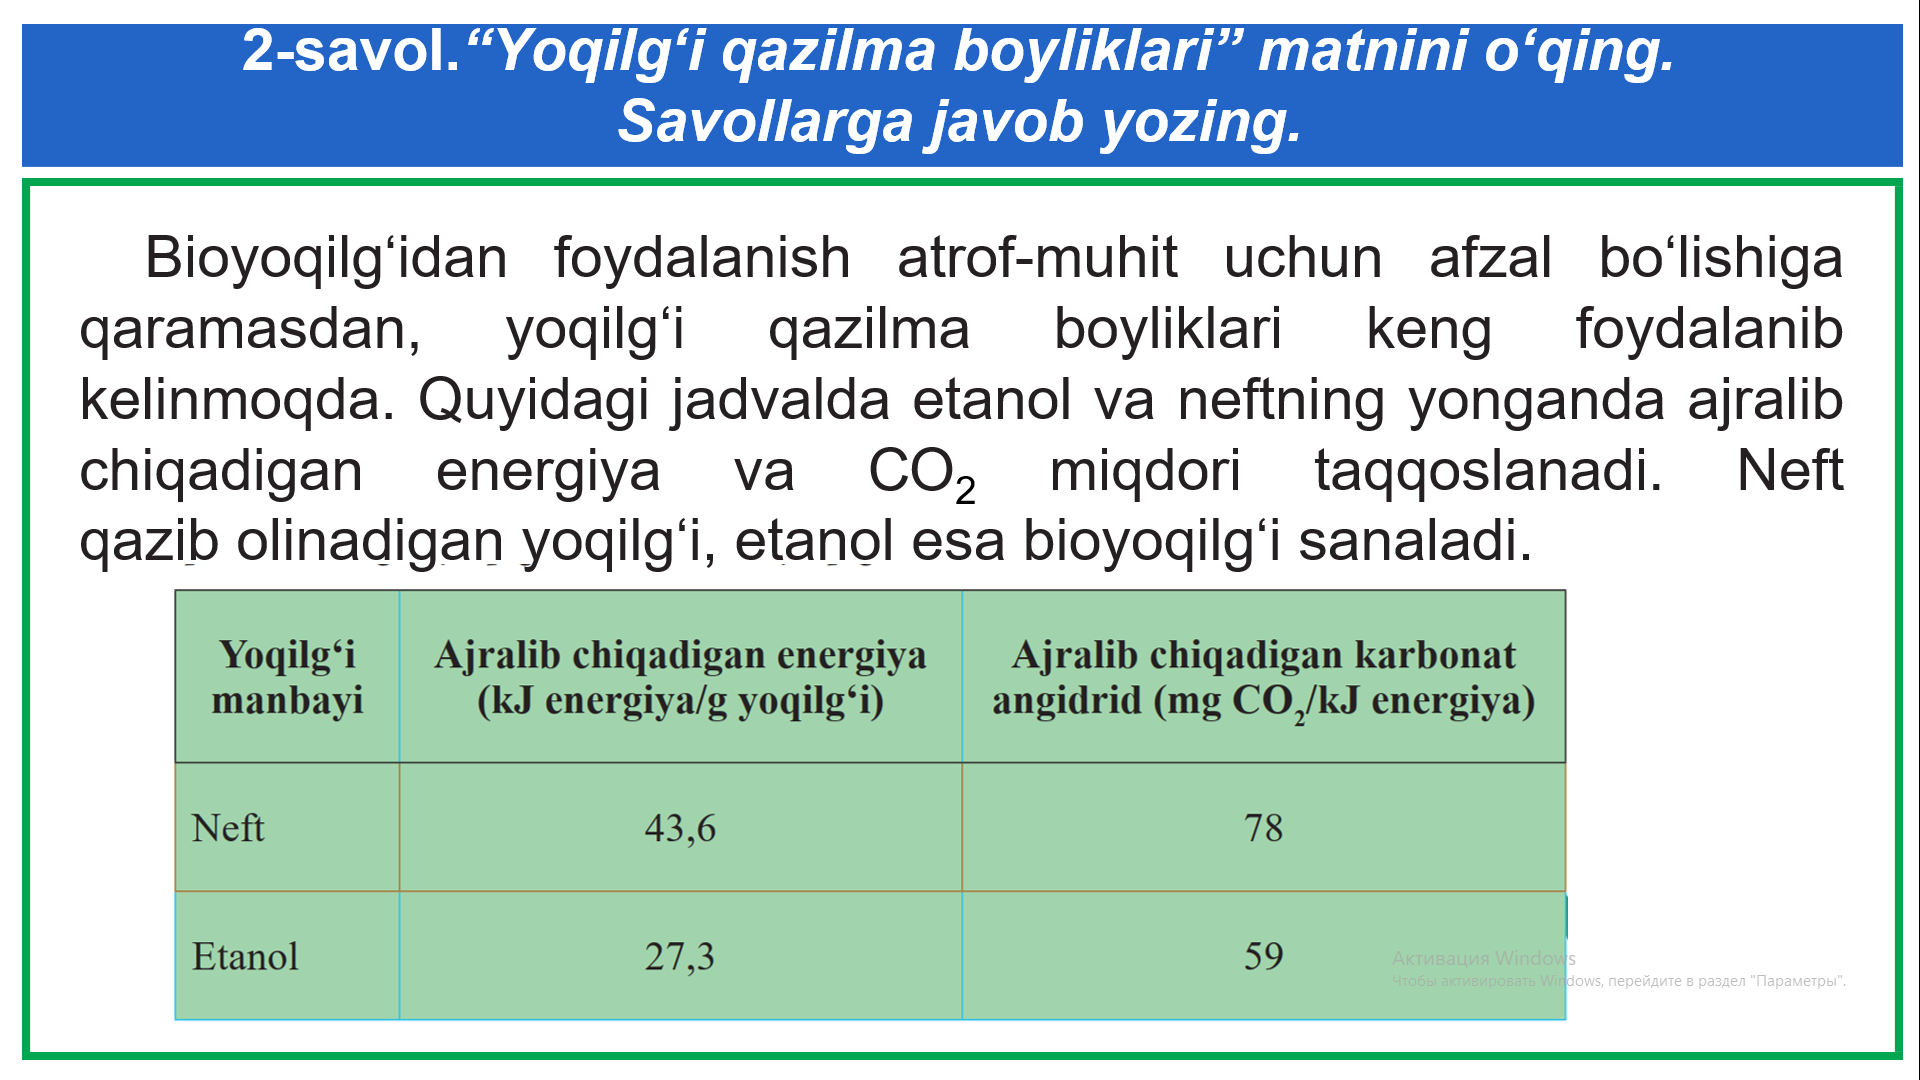 2-savol.“Yoqilg‘i qazilma boyliklari” matnini o‘qing.
Savollarga javob yozing.
Bioyoqilg‘idan foydalanish atrof-muhit uchun afzal bo‘lishiga
qaramasdan, yoqilg‘i qazilma boyliklari keng foydalanib
kelinmoqda. Quyidagi jadvalda etanol va neftning yonganda ajralib
chiqadigan energiya va CO₂ miqdori taqqoslanadi. Neft
qazib olinadigan yoqilg‘i, etanol esa bioyoqilg‘i sanaladi.
Yoqilg‘i
manbayi
Ajralib chiqadigan energiya
(kJ energiya/g yoqilg‘i)
Ajralib chiqadigan karbonat
angidrid (mg CO₂/kJ energiya)
Neft
43,6
78
Etanol
27,3
59
Активация Windows
Чтобы активировать Windows, перейдите в раздел "Параметры".